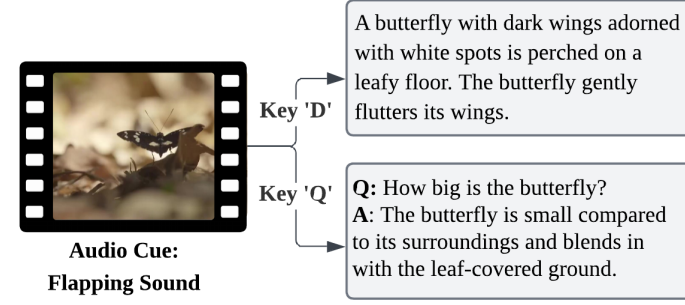 A butterfly with dark wings adorned
with white spots is perched on a
leafy floor. The butterfly gently
flutters its wings.
Key 'D'
Key 'Q'
Q: How big is the butterfly?
A: The butterfly is small compared
to its surroundings and blends in
with the leaf-covered ground.
Audio Cue:
Flapping Sound